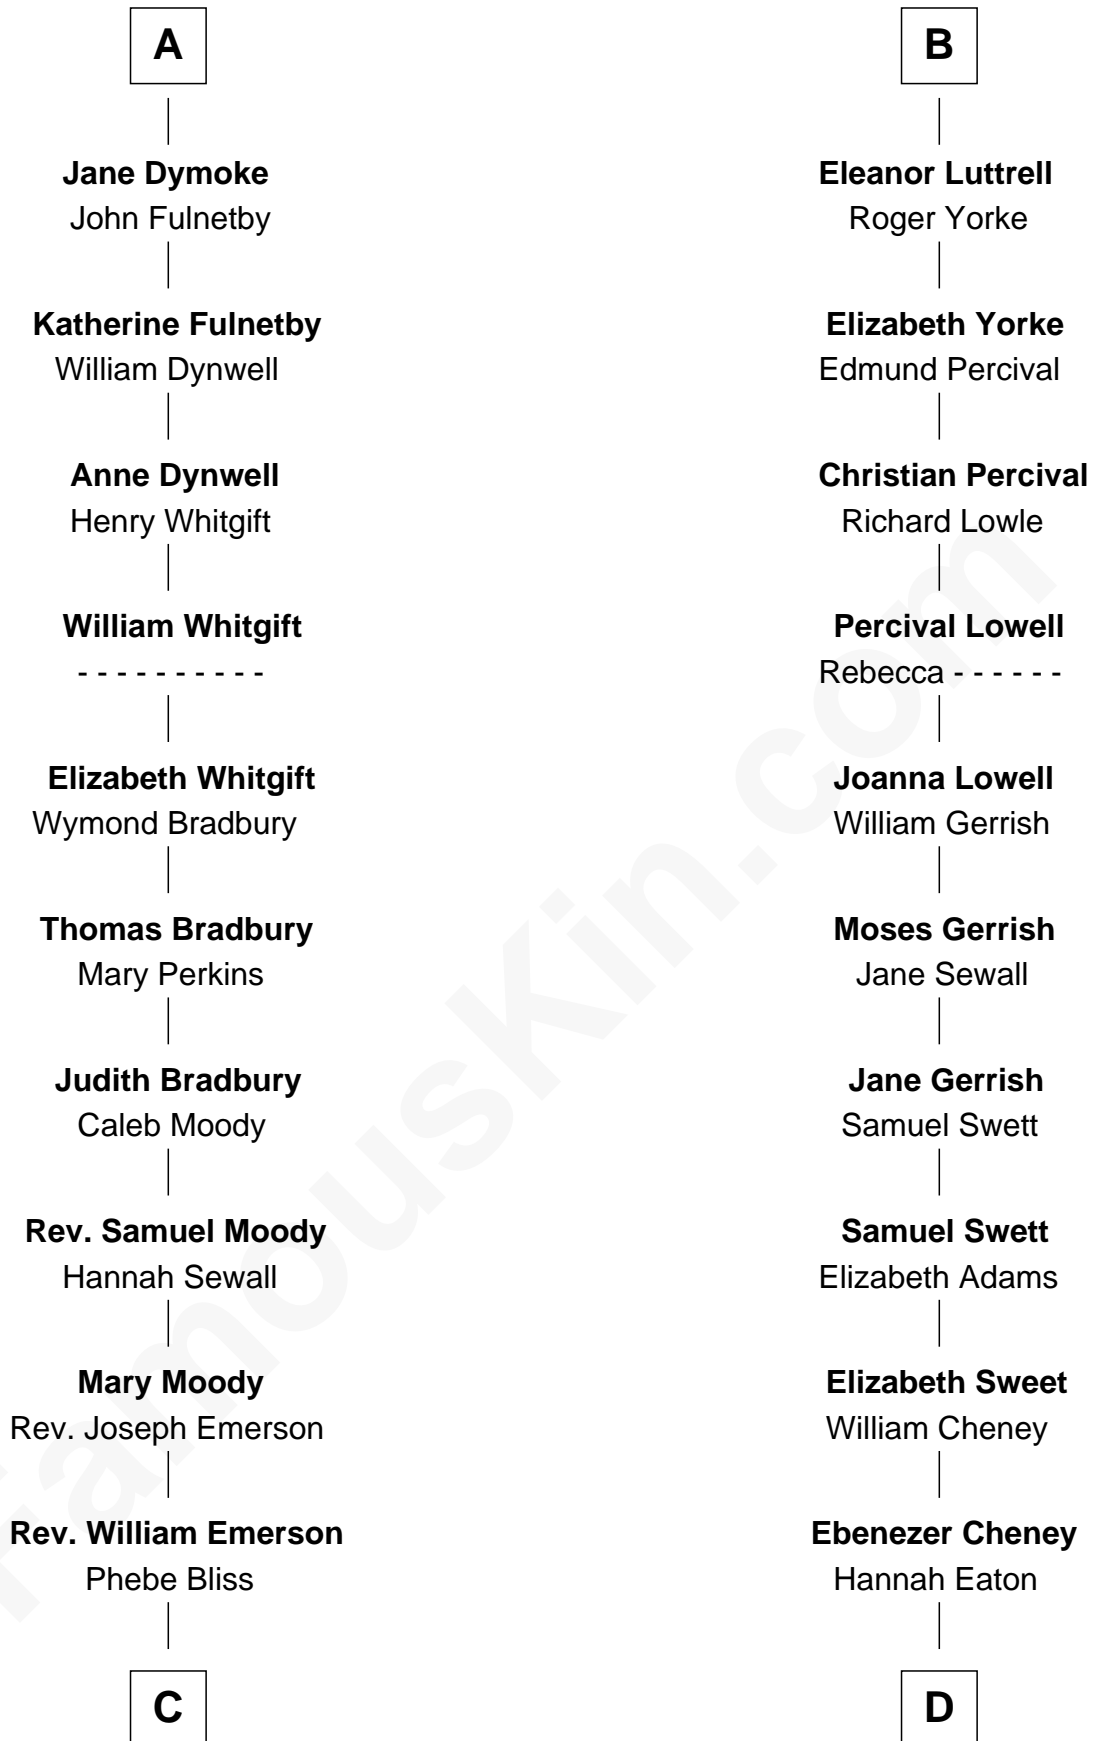 A
Jane Dymoke
John Fulnetby
Katherine Fulnetby
William Dynwell
Anne Dynwell
Henry Whitgift
William Whitgift
- - - - - - - - - -
Elizabeth Whitgift
Wymond Bradbury
Thomas Bradbury
Mary Perkins
Judith Bradbury
Caleb Moody
Rev. Samuel Moody
Hannah Sewall
Mary Moody
Rev. Joseph Emerson
Rev. William Emerson
Phebe Bliss
C
B
Eleanor Luttrell
Roger Yorke
Elizabeth Yorke
Edmund Percival
Christian Percival
Richard Lowle
Percival Lowell
Rebecca - - - - - -
Joanna Lowell
William Gerrish
Moses Gerrish
Jane Sewall
Jane Gerrish
Samuel Swett
Samuel Swett
Elizabeth Adams
Elizabeth Sweet
William Cheney
Ebenezer Cheney
Hannah Eaton
D
FamousKin.com